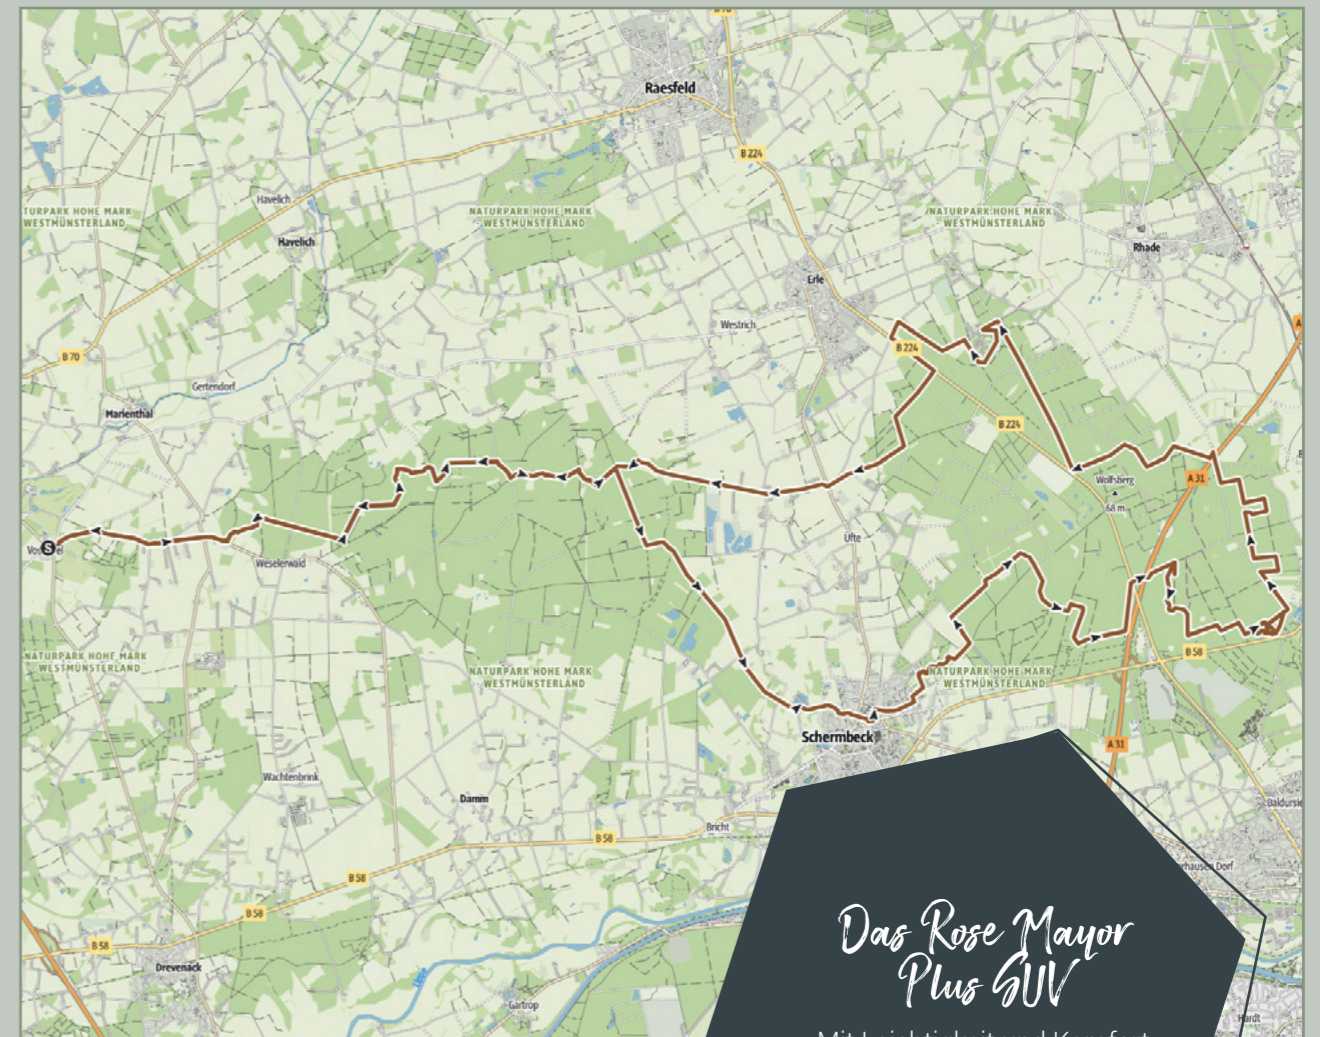 Raesfeld
B 224
Havelich
TURPARK HOHE MARK
WESTMÜNSTERLAND
NATURPARK HOHE MARK
- WESTMÜNSTERLAND
NATURPARK HOHE MARK
- WESTMÜNSTERLAND
Havelich
Rhade
Erle
Westrich
B 224
B 70
Gertendorf
Marienthal
B 224
Wolfsberg
68 m
A 31
S
Üfte
Weselerwald
B 58
NATURPARK HOHE MARK
- WESTMÜNSTERLAND
NATURPARK HOHE MARK
- WESTMÜNSTERLAND
NATURPARK HOHE MARK
- WESTMÜNSTERLAND
Schermbeck
A 31
Wachtenbrink
Damm
Bricht
B 58
B 58
B 58
B 58
Drevenack
Lippe
Gartrop
Das Rose Mayor
Plus SUV